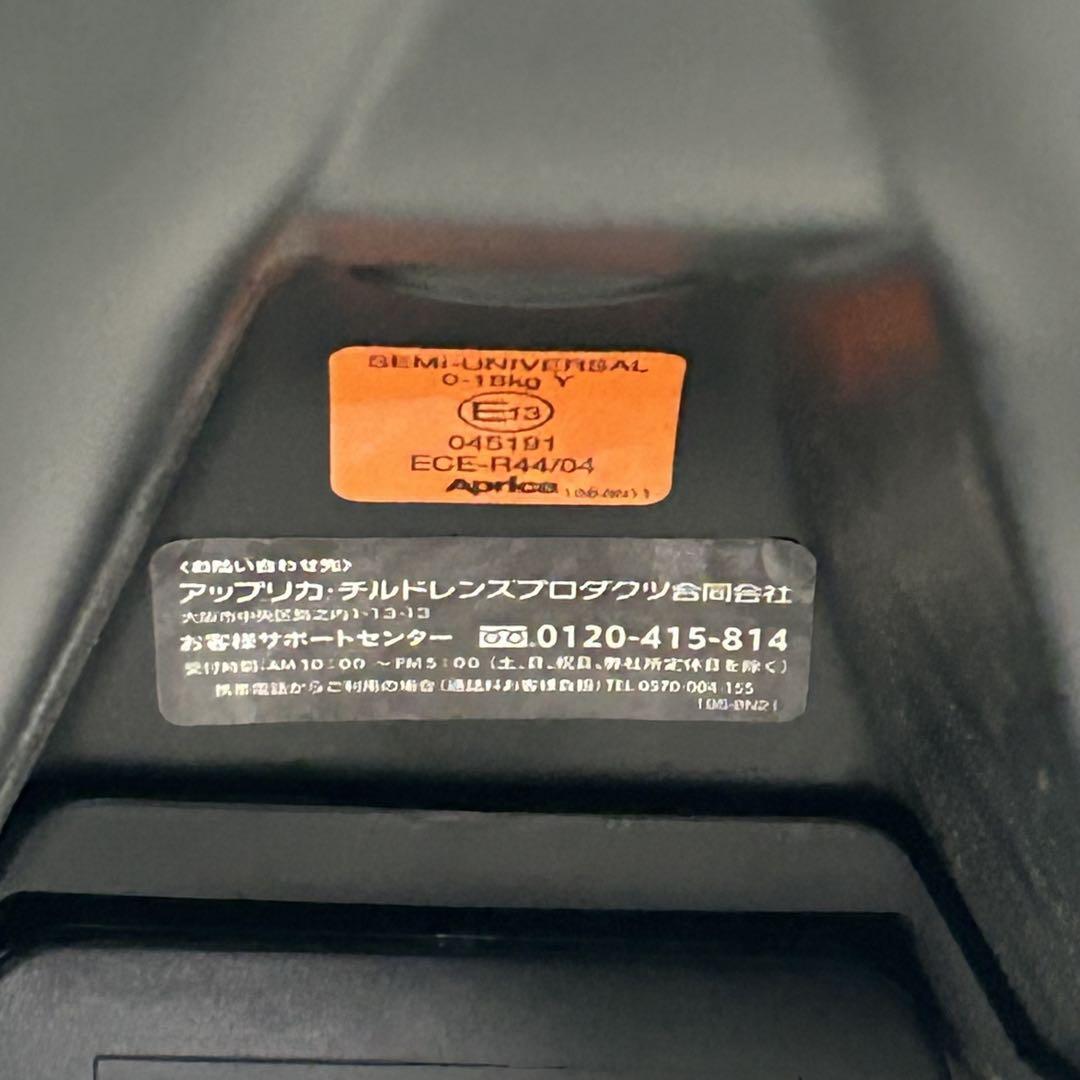 SEMI-UNIVERSAL
0-18kg Y
E13
045191
ECE-R44/04
Aprica
<お問い合わせ先>
アップリカ・チルドレンズプロダクツ合同会社
大阪市中央区島之内1-13-13
お客様サポートセンター 0120-415-814
受付時間:AM10:00 ～PM5:00 (土、日、祝日、弊社所定休日を除く)
携帯電話からご利用の場合 (通話料お客様負担) TEL 0570-004-155